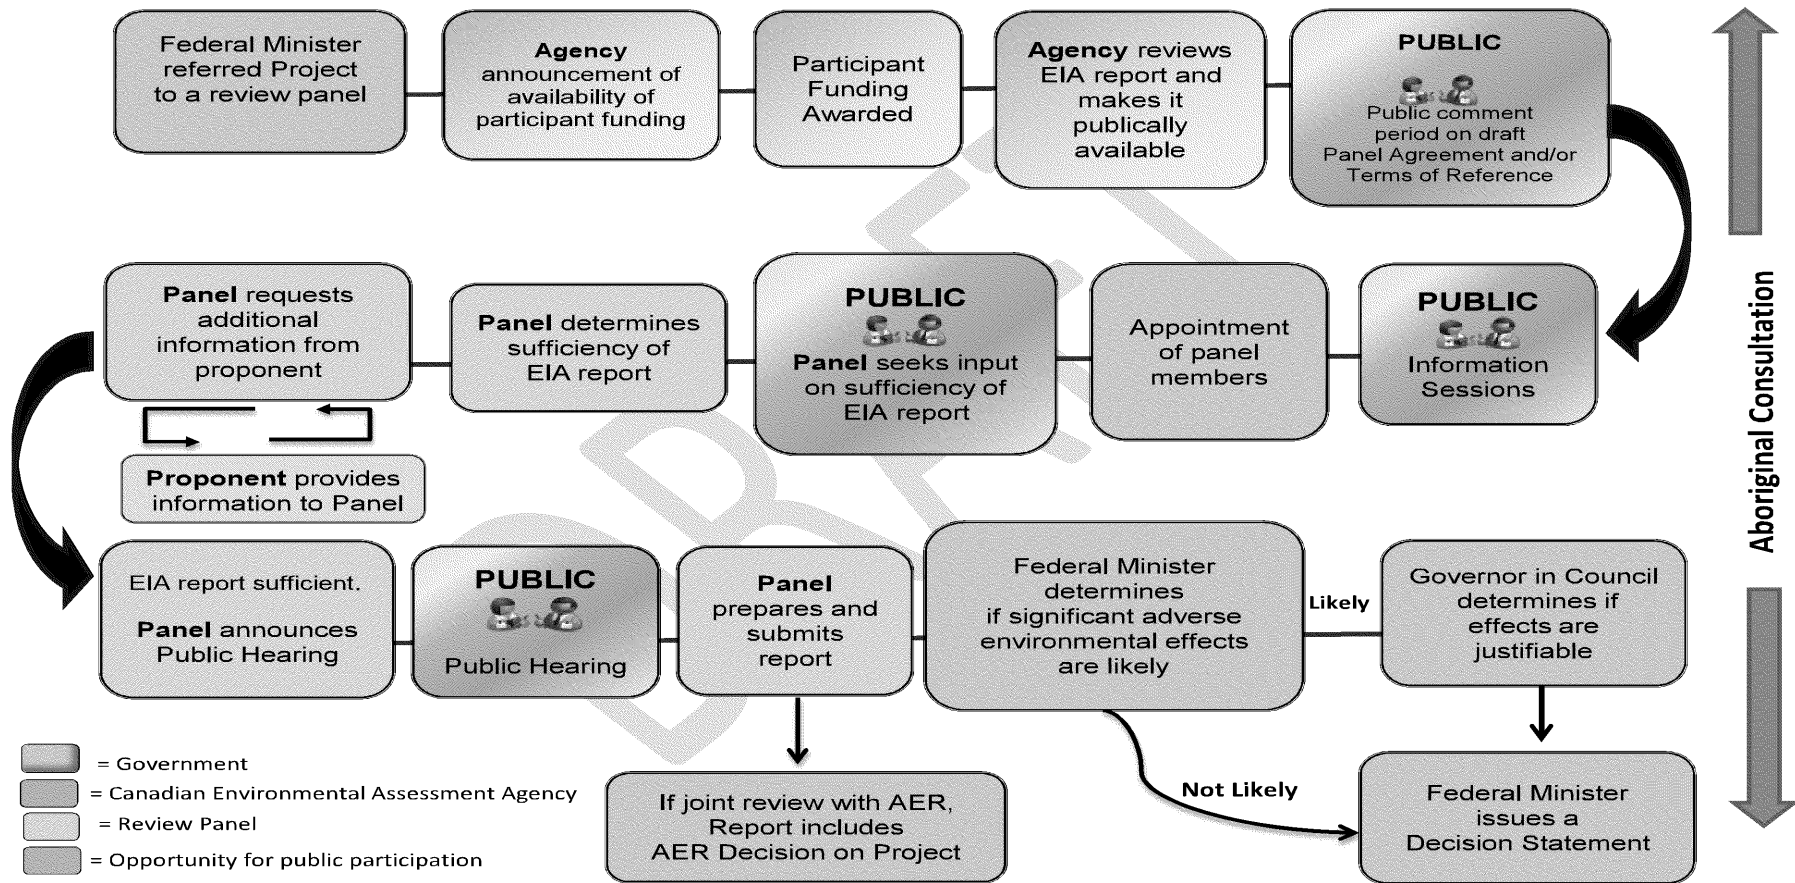 Federal Minister
referred Project
to a review panel
Agency
announcement of
availability of
participant funding
Participant
Funding
Awarded
Agency reviews
EIA report and
makes it
publically
available
PUBLIC
Public comment
period on draft
Panel Agreement and/or
Terms of Reference
PUBLIC
Information
Sessions
Appointment
of panel
members
PUBLIC
Panel seeks input
on sufficiency of
EIA report
Panel determines
sufficiency of
EIA report
Panel requests
additional
information from
proponent
Proponent provides
information to Panel
EIA report sufficient.
Panel announces
Public Hearing
PUBLIC
Public Hearing
Panel
prepares and
submits
report
If joint review with AER,
Report includes
AER Decision on Project
Federal Minister
determines
if significant adverse
environmental effects
are likely
Likely
Governor in Council
determines if
effects are
justifiable
Not Likely
Federal Minister
issues a
Decision Statement
Aboriginal Consultation
= Government
= Canadian Environmental Assessment Agency
= Review Panel
= Opportunity for public participation
DRAFT